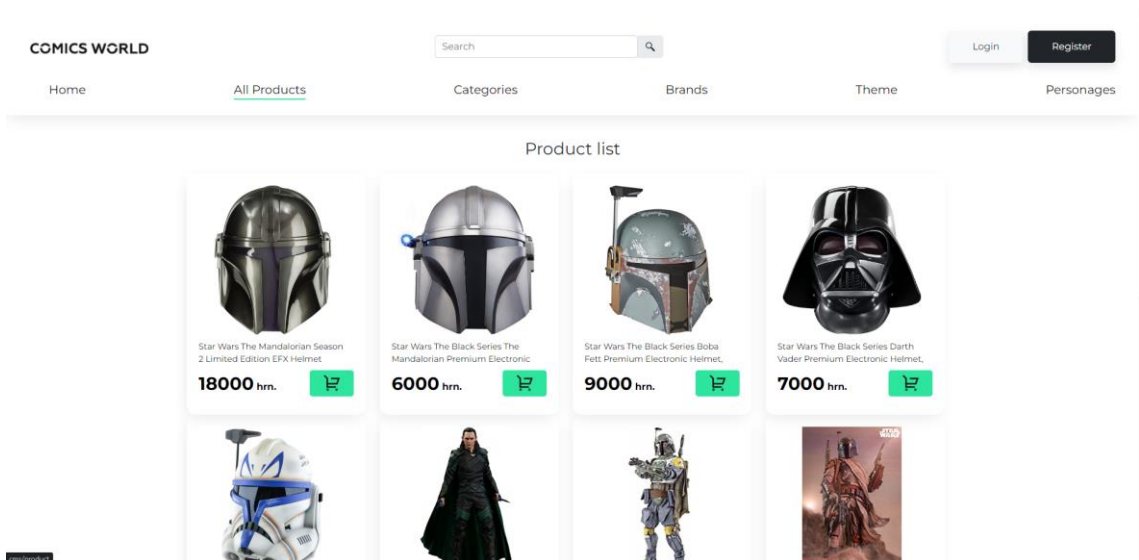 COMICS WORLD
Search
Login
Register
Home
All Products
Categories
Brands
Theme
Personages
Product list
Star Wars The Mandalorian Season
2 Limited Edition EFX Helmet
18000 hrn.
Star Wars The Black Series The
Mandalorian Premium Electronic
6000 hrn.
Star Wars The Black Series Boba
Fett Premium Electronic Helmet,
9000 hrn.
Star Wars The Black Series Darth
Vader Premium Electronic Helmet,
7000 hrn.
STAR
WARS